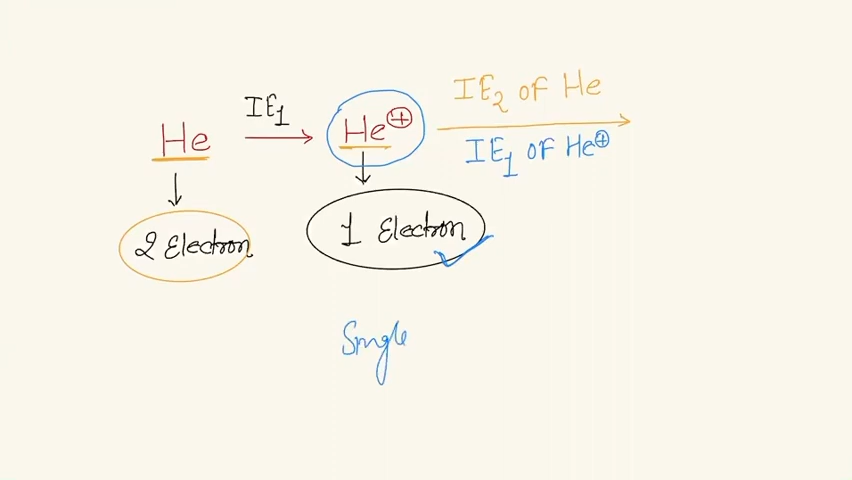 IE₂ of He
IE₁
He
He⊕
IE₁ of He⊕
2 Electron
1 Electron
Single